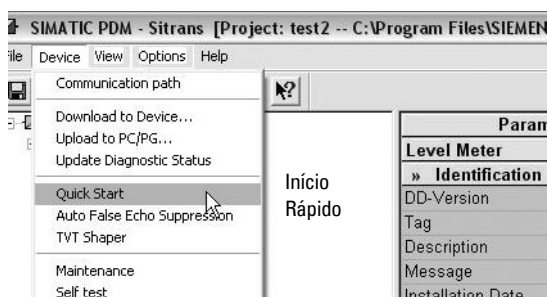 SIMATIC PDM - Sitrans [Project: test2 -- C:\Program Files\SIEMEN
File Device View Options Help
Communication path
Download to Device...
Upload to PC/PG...
Update Diagnostic Status
Quick Start
Auto False Echo Suppression
TVT Shaper
Maintenance
Self test
Início
Rápido
Param
Level Meter
» Identification
DD-Version
Tag
Description
Message
Installation Date